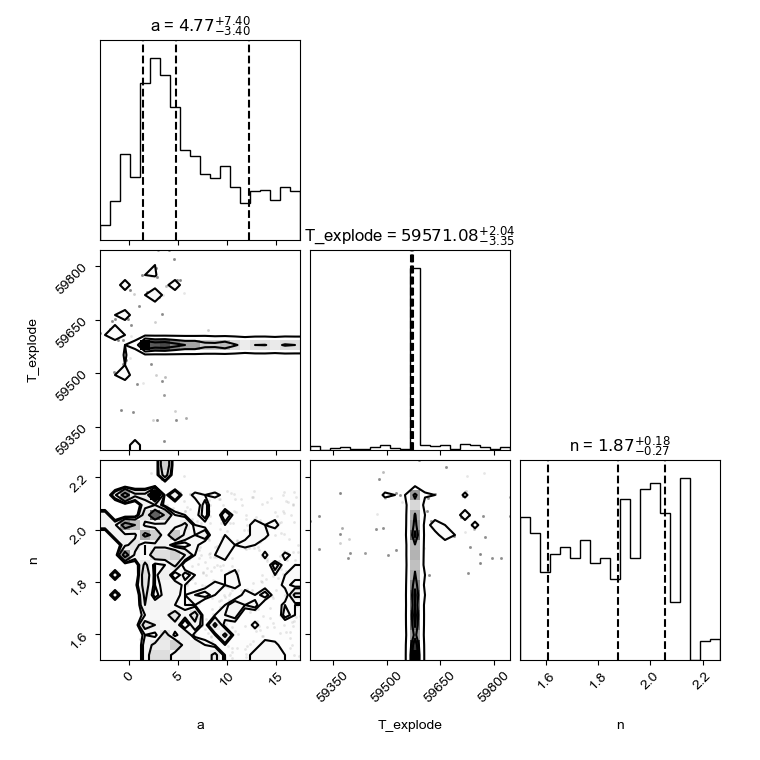 a = 4.77+7.40−3.40
T_explode = 59571.08+2.04−3.35
59800
59650
59500
59350
T_explode
n = 1.87+0.18−0.27
2.2
2.0
1.8
1.6
n
0 5 10 15
59350 59500 59650 59800
1.6 1.8 2.0 2.2
a T_explode n